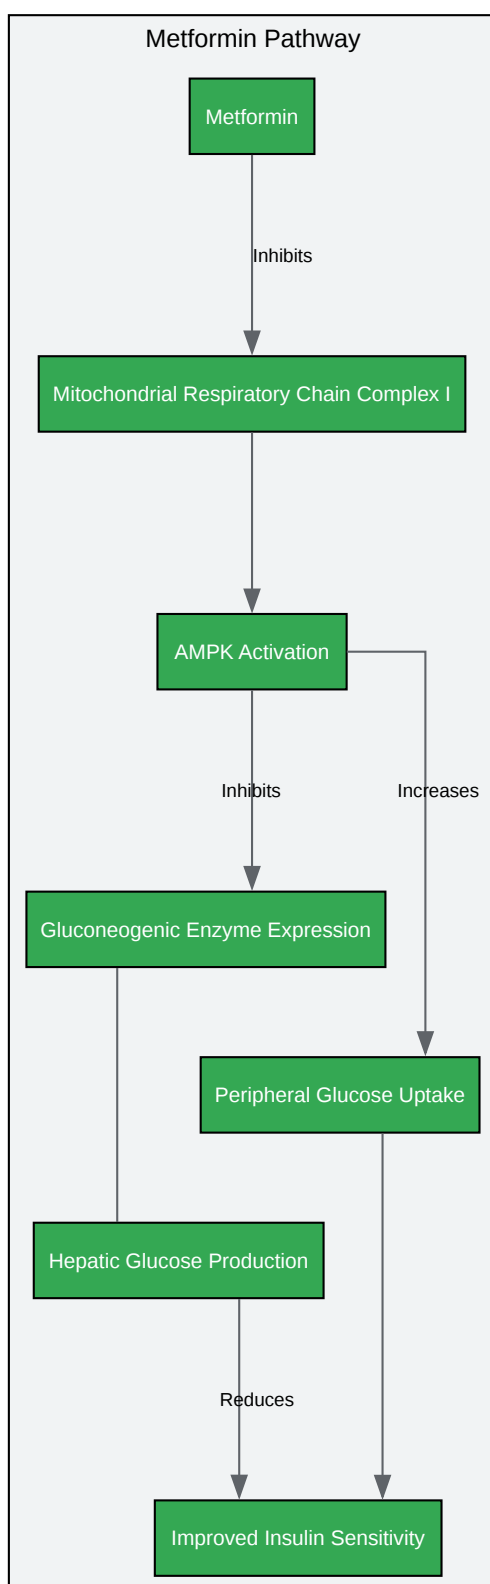 Metformin Pathway
Metformin
Inhibits
Mitochondrial Respiratory Chain Complex I
AMPK Activation
Inhibits
Increases
Gluconeogenic Enzyme Expression
Peripheral Glucose Uptake
Hepatic Glucose Production
Reduces
Improved Insulin Sensitivity